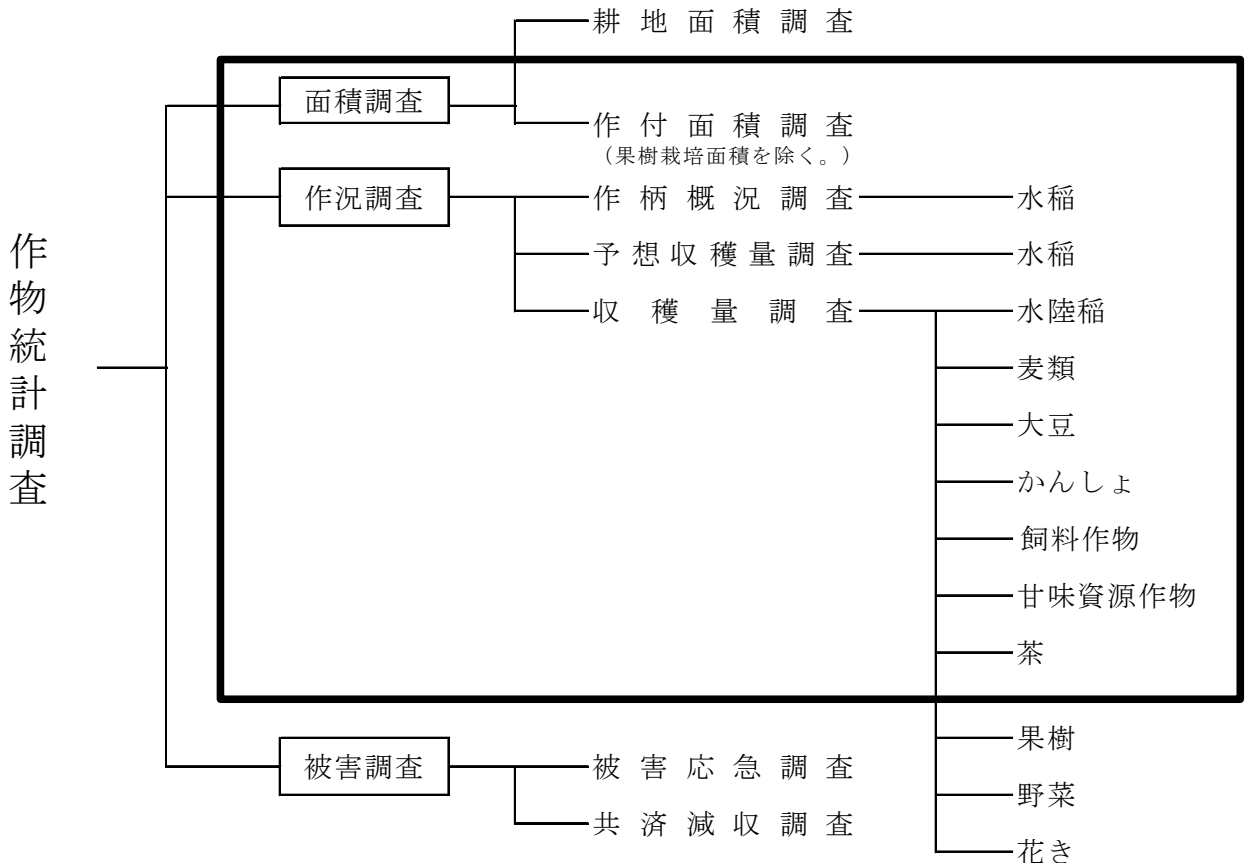 作物統計調査
耕地面積調査
面積調査
作付面積調査
（果樹栽培面積を除く。）
作況調査
作柄概況調査
水稲
予想収穫量調査
水稲
収穫量調査
水陸稲
麦類
大豆
かんしょ
飼料作物
甘味資源作物
茶
果樹
野菜
花き
被害調査
被害応急調査
共済減収調査